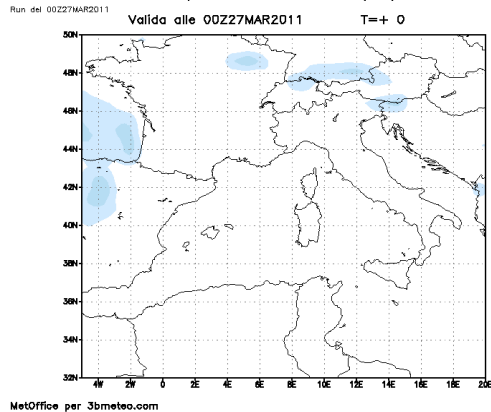 Run del 00Z27MAR2011
Valida alle 00Z27MAR2011 T=+ 0
50N
48N
46N
44N
42N
40N
38N
36N
34N
32N
4W 2W 0 2E 4E 6E 8E 10E 12E 14E 16E 18E 20E
MetOffice per 3bmeteo.com